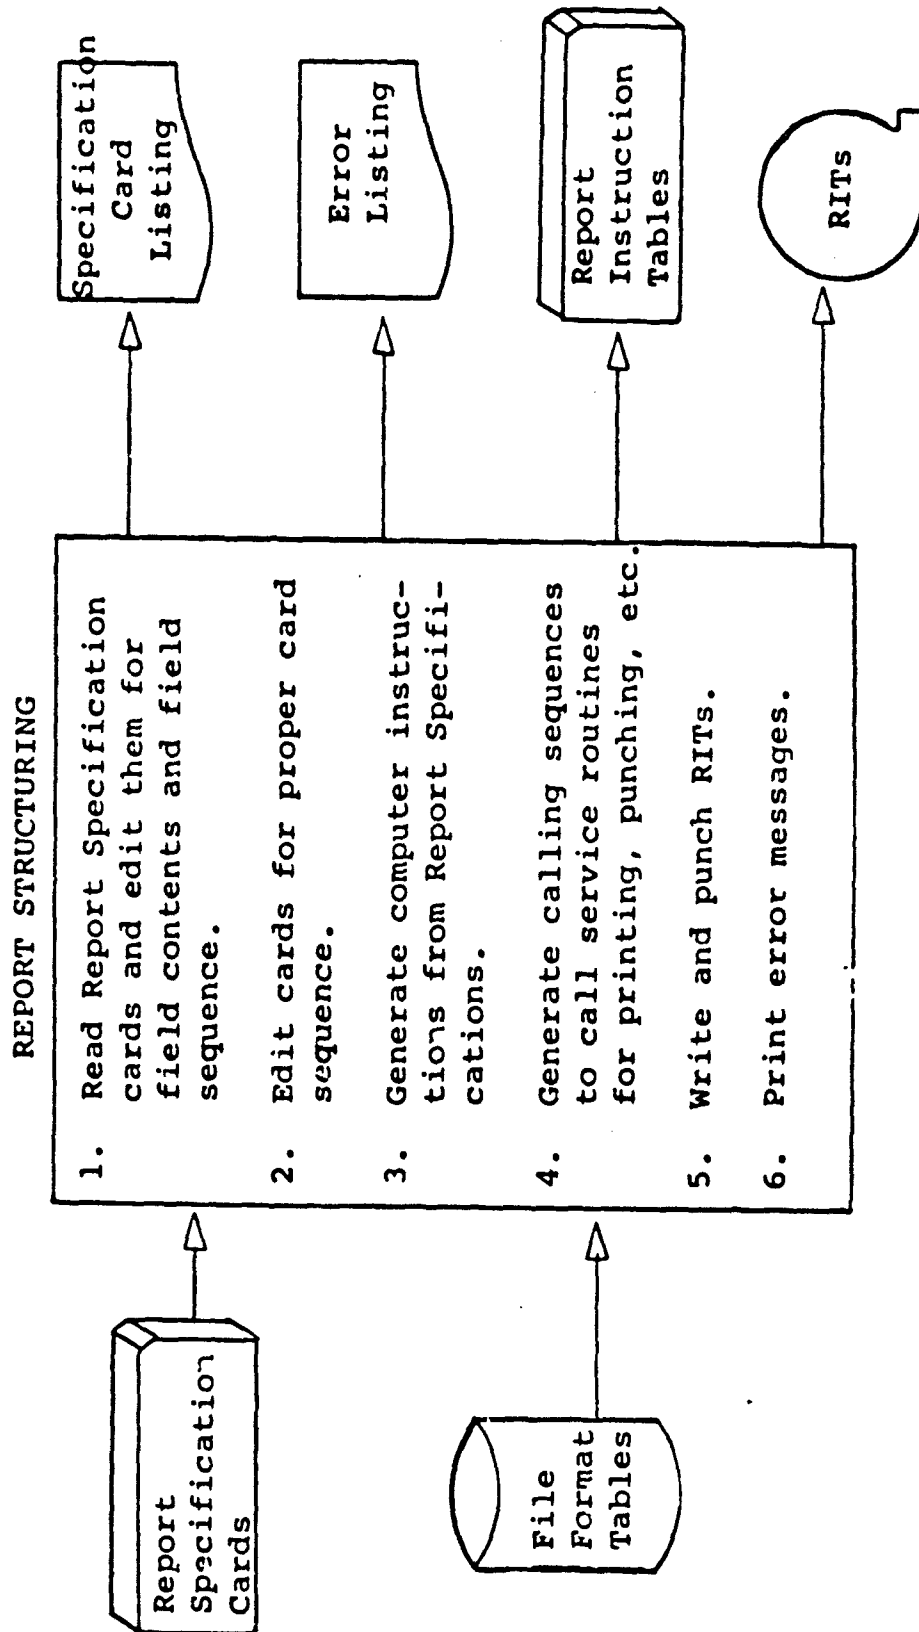 REPORT STRUCTURING
Report
Specification
Cards
File
Format
Tables
1. Read Report Specification
cards and edit them for
field contents and field
sequence.
2. Edit cards for proper card
sequence.
3. Generate computer instruc-
tions from Report Specifi-
cations.
4. Generate calling sequences
to call service routines
for printing, punching, etc.
5. Write and punch RITs.
6. Print error messages.
Specification
Card
Listing
Error
Listing
Report
Instruction
Tables
RITs